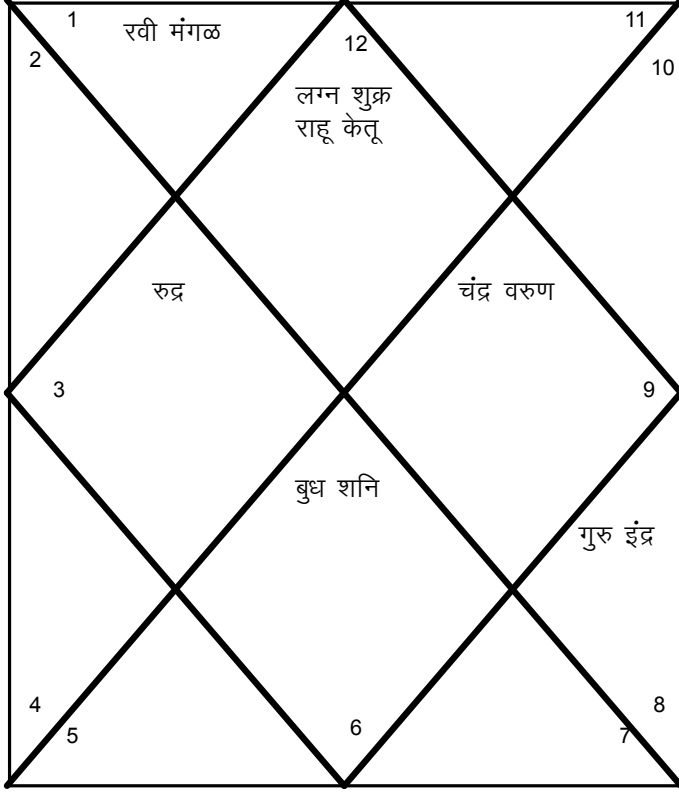 1
रवी मंगळ
12
11
2
10
लग्न शुक्र
राहू केतू
रुद्र
चंद्र वरुण
3
9
बुध शनि
गुरु इंद्र
4
8
5
6
7